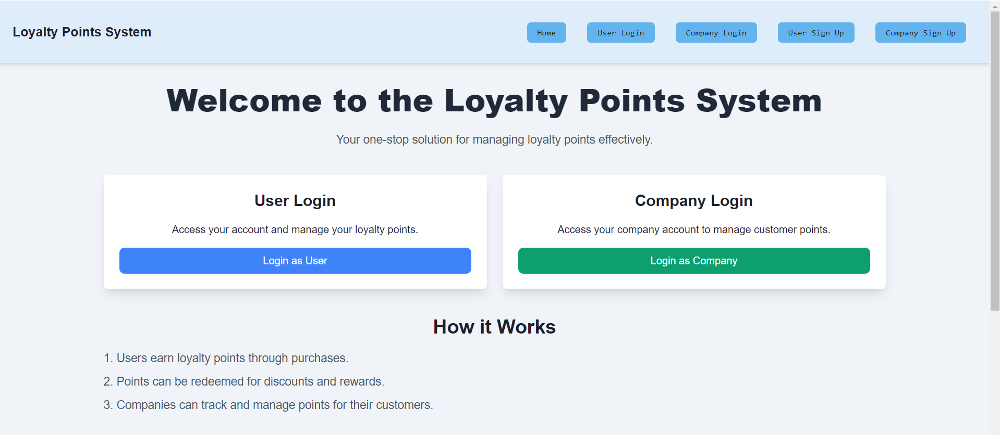 Loyalty Points System
Home
User Login
Company Login
User Sign Up
Company Sign Up
Welcome to the Loyalty Points System
Your one-stop solution for managing loyalty points effectively.
User Login
Access your account and manage your loyalty points.
Login as User
Company Login
Access your company account to manage customer points.
Login as Company
How it Works
1. Users earn loyalty points through purchases.
2. Points can be redeemed for discounts and rewards.
3. Companies can track and manage points for their customers.